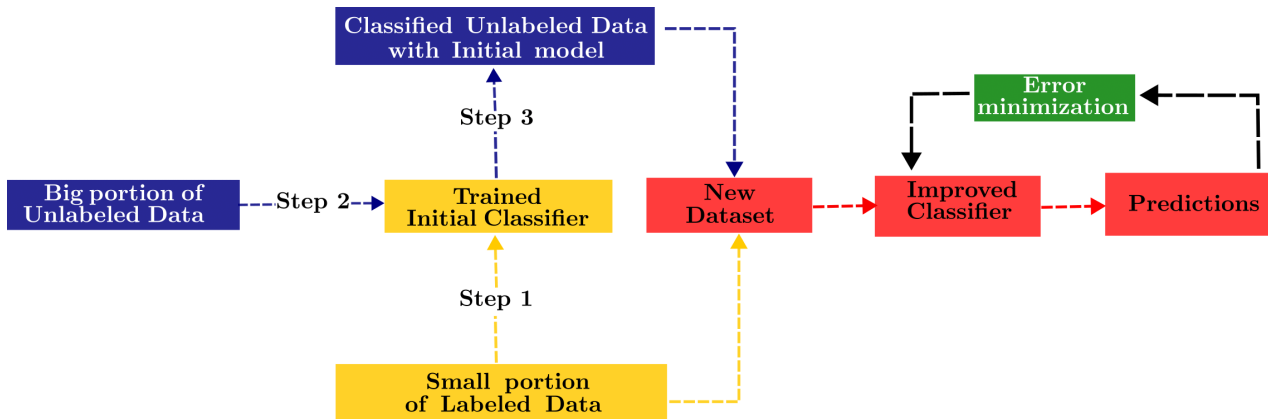 Classified Unlabeled Data
with Initial model
Error
minimization
Step 3
Big portion of
Unlabeled Data
Step 2
Trained
Initial Classifier
New
Dataset
Improved
Classifier
Predictions
Step 1
Small portion
of Labeled Data